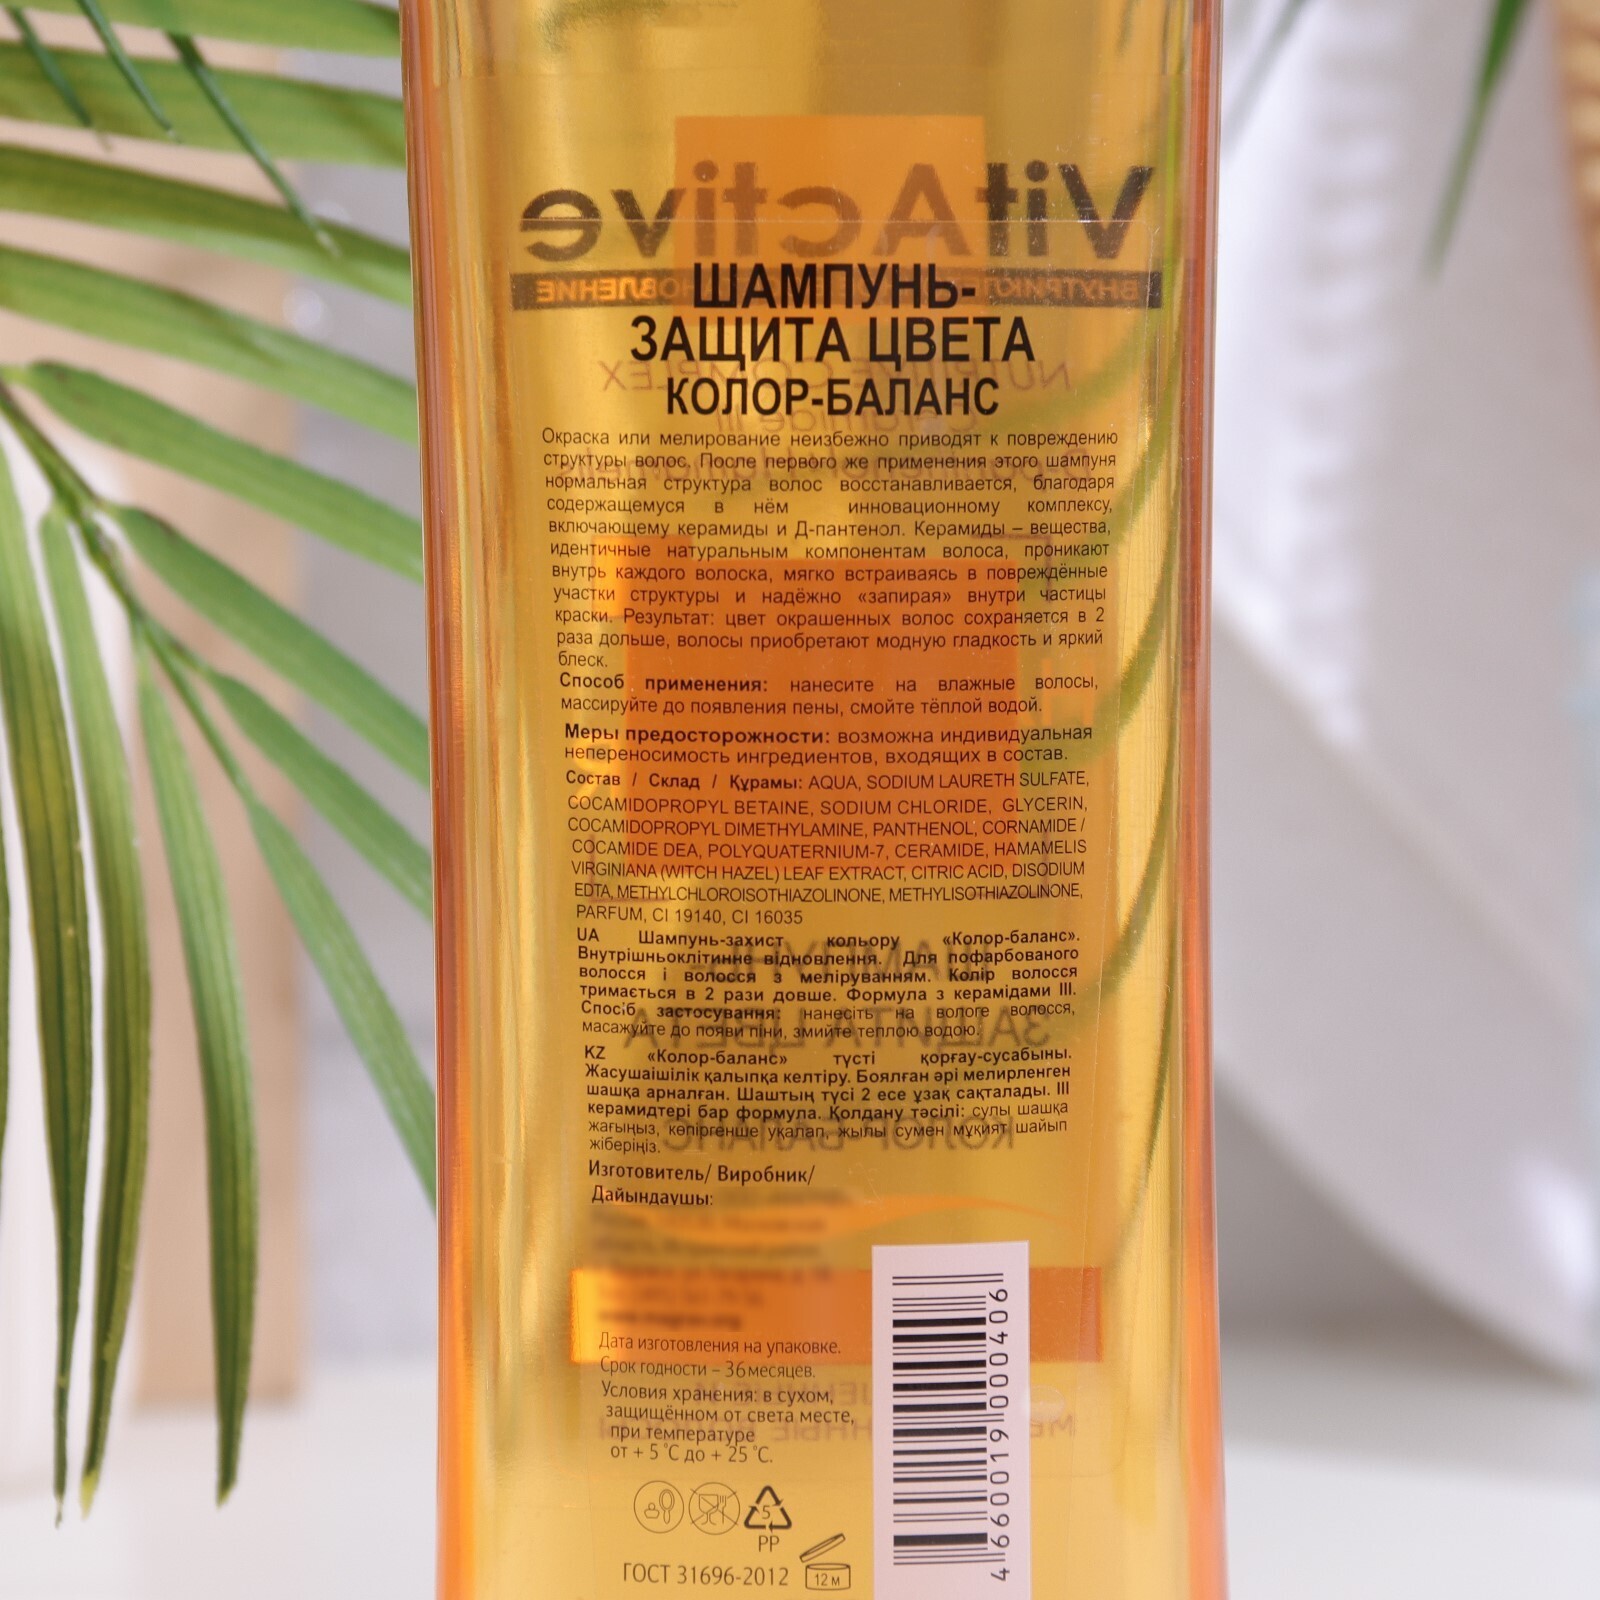 VitActive
ШАМПУНЬ-
ЗАЩИТА ЦВЕТА
КОЛОР-БАЛАНС
Окраска или мелирование неизбежно приводят к повреждению
структуры волос. После первого же применения этого шампуня
нормальная структура волос восстанавливается, благодаря
содержащемуся в нём инновационному комплексу,
включающему керамиды и Д-пантенол. Керамиды – вещества,
идентичные натуральным компонентам волоса, проникают
внутрь каждого волоска, мягко встраиваясь в повреждённые
участки структуры и надёжно «запирая» внутри частицы
краски. Результат: цвет окрашенных волос сохраняется в 2
раза дольше, волосы приобретают модную гладкость и яркий
блеск.
Способ применения: нанесите на влажные волосы,
массируйте до появления пены, смойте тёплой водой.
Меры предосторожности: возможна индивидуальная
непереносимость ингредиентов, входящих в состав.
Состав / Склад / Құрамы: AQUA, SODIUM LAURETH SULFATE,
COCAMIDOPROPYL BETAINE, SODIUM CHLORIDE, GLYCERIN,
COCAMIDOPROPYL DIMETHYLAMINE, PANTHENOL, CORNAMIDE /
COCAMIDE DEA, POLYQUATERNIUM-7, CERAMIDE, HAMAMELIS
VIRGINIANA (WITCH HAZEL) LEAF EXTRACT, CITRIC ACID, DISODIUM
EDTA, METHYLCHLOROISOTHIAZOLINONE, METHYLISOTHIAZOLINONE,
PARFUM, CI 19140, CI 16035
UA Шампунь-захист кольору «Колор-баланс».
Внутрішньоклітинне відновлення. Для пофарбованого
волосся і волосся з меліруванням. Колір волосся
тримається в 2 рази довше. Формула з керамідами III.
Спосіб застосування: нанесіть на вологе волосся,
масажуйте до появи піни, змийте теплою водою.
KZ «Колор-баланс» түсті қорғау-сусабыны.
Жасушаішілік қалыпқа келтіру. Боялған әрі мелирленген
шашқа арналған. Шаштың түсі 2 есе ұзақ сақталады. III
керамидтері бар формула. Қолдану тәсілі: сулы шашқа
жағыңыз, көпіргенше уқалап, жылы сумен мұқият шайып
жіберіңіз.
Изготовитель/ Виробник/
Дайындаушы:
Дата изготовления на упаковке.
Срок годности – 36 месяцев.
Условия хранения: в сухом,
защищённом от света месте,
при температуре
от + 5 °С до + 25 °С.
5
PP
ГОСТ 31696-2012
12 м
4 660019 000406